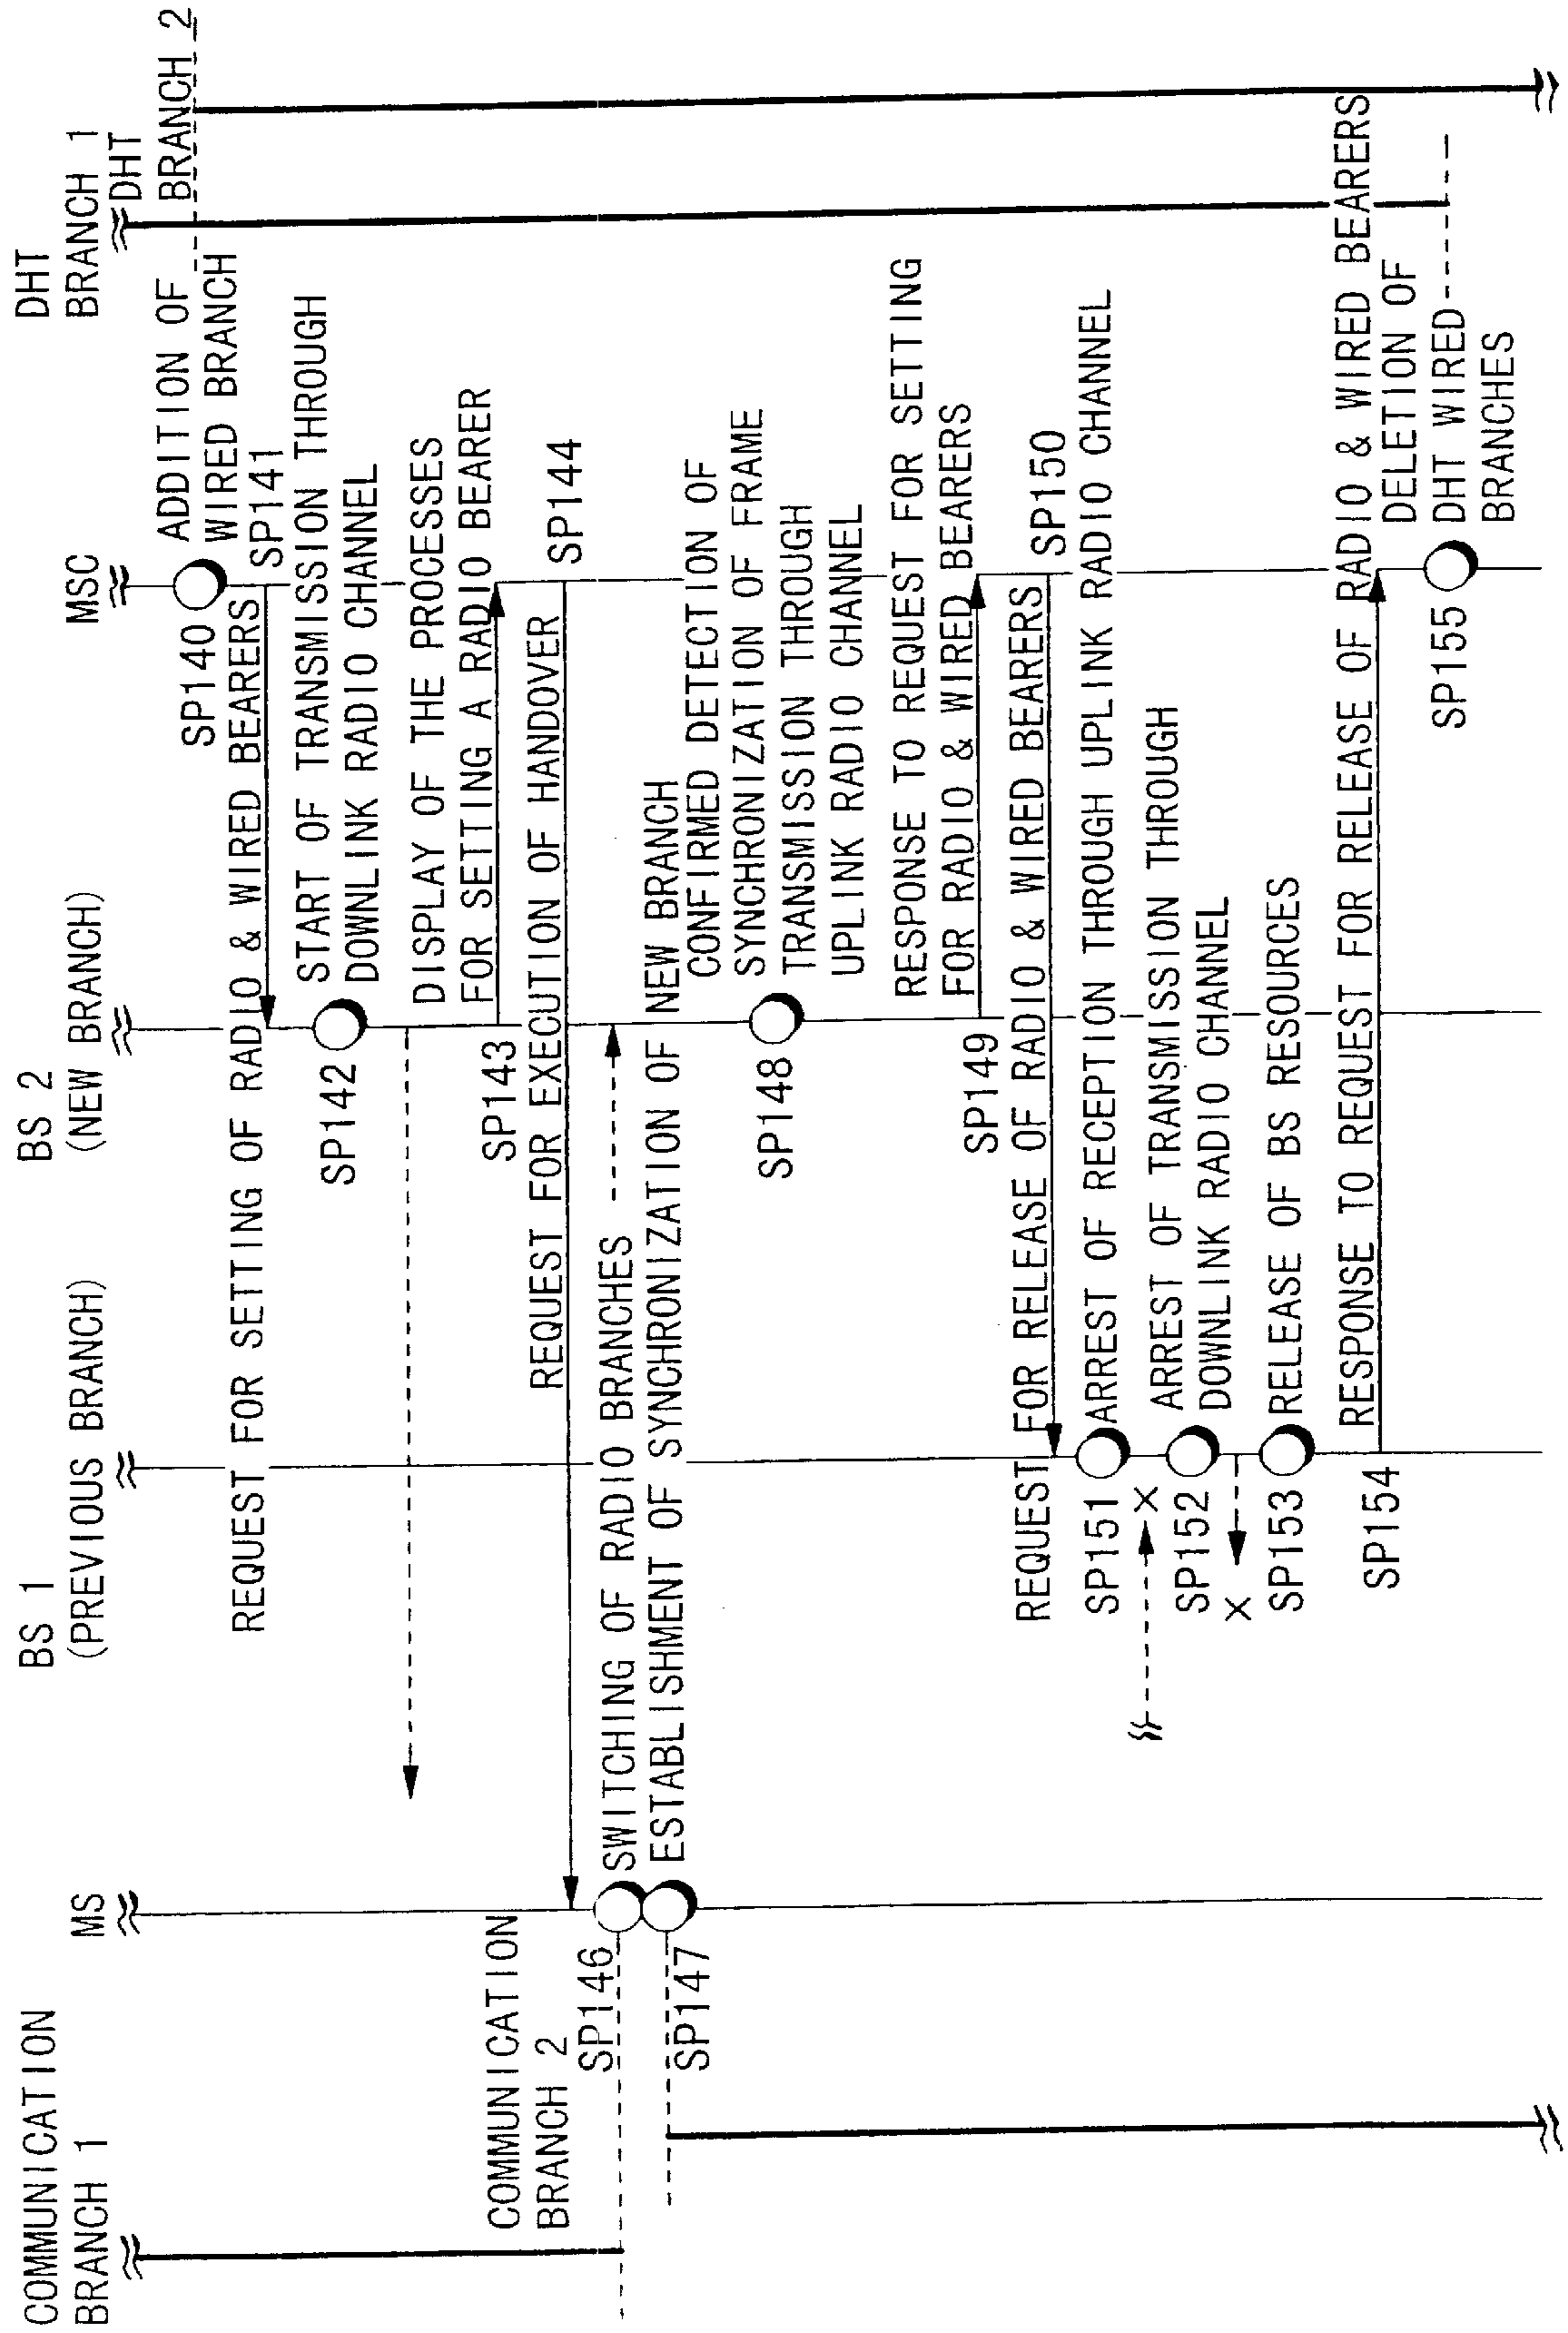 COMMUNICATION
BRANCH 1
MS
BS 1
(PREVIOUS BRANCH)
BS 2
(NEW BRANCH)
MSC
DHT
BRANCH 1
DHT
BRANCH 2
ADDITION OF
WIRED BRANCH
SP140
SP141
REQUEST FOR SETTING OF RADIO & WIRED BEARERS
START OF TRANSMISSION THROUGH
DOWNLINK RADIO CHANNEL
SP142
DISPLAY OF THE PROCESSES
FOR SETTING A RADIO BEARER
SP143
REQUEST FOR EXECUTION OF HANDOVER
SP144
COMMUNICATION
BRANCH 2
SP146
SWITCHING OF RADIO BRANCHES
SP147
ESTABLISHMENT OF SYNCHRONIZATION OF NEW BRANCH
CONFIRMED DETECTION OF
SYNCHRONIZATION OF FRAME
TRANSMISSION THROUGH
UPLINK RADIO CHANNEL
SP148
RESPONSE TO REQUEST FOR SETTING
FOR RADIO & WIRED BEARERS
SP149
REQUEST FOR RELEASE OF RADIO & WIRED BEARERS
SP150
SP151
ARREST OF RECEPTION THROUGH UPLINK RADIO CHANNEL
X
SP152
ARREST OF TRANSMISSION THROUGH
DOWNLINK RADIO CHANNEL
X
SP153
RELEASE OF BS RESOURCES
RESPONSE TO REQUEST FOR RELEASE OF RADIO & WIRED BEARERS
SP154
DELETION OF
DHT WIRED
BRANCHES
SP155